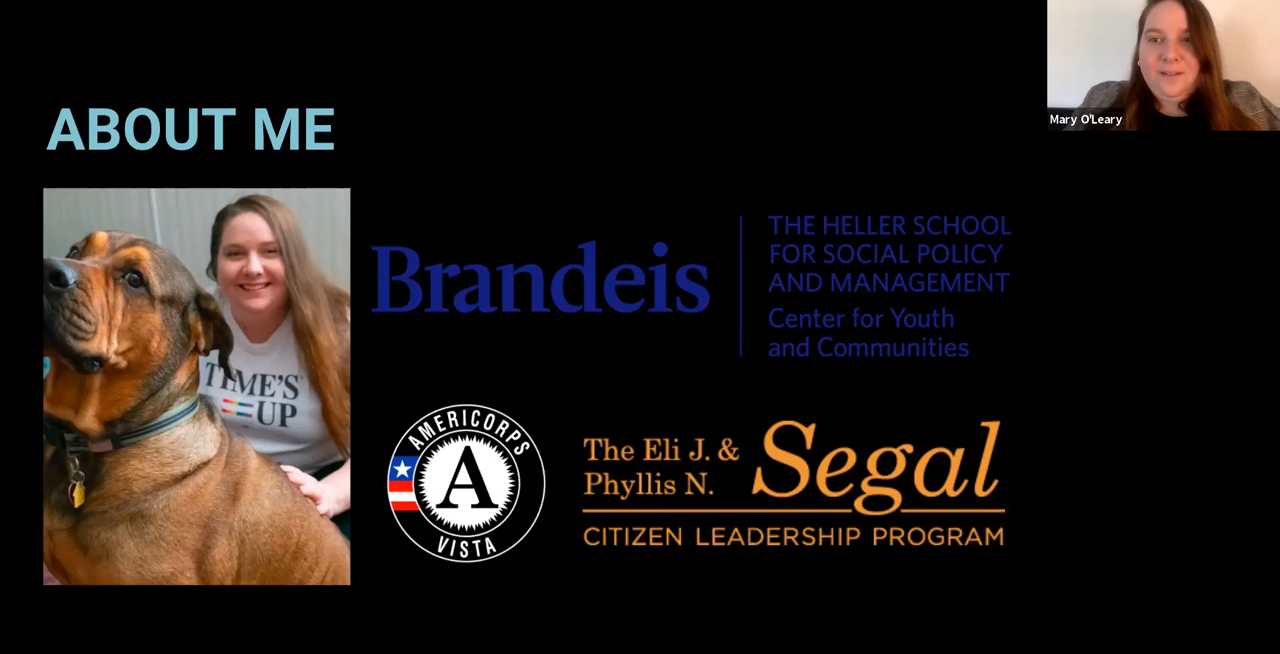 Mary O'Leary
ABOUT ME
Brandeis
THE HELLER SCHOOL
FOR SOCIAL POLICY
AND MANAGEMENT
Center for Youth
and Communities
TIME'S
UP
AMERICORPS
A
VISTA
The Eli J. &
Phyllis N.
Segal
CITIZEN LEADERSHIP PROGRAM